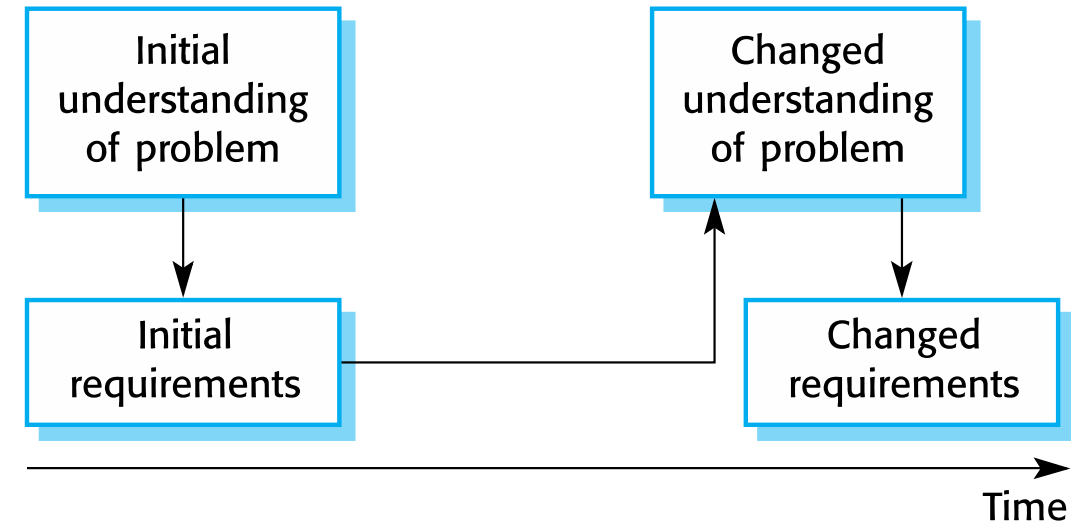 Initial
understanding
of problem
Changed
understanding
of problem
Initial
requirements
Changed
requirements
Time